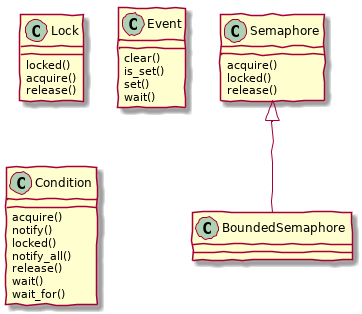 C Lock
locked()
acquire()
release()
C Event
clear()
is_set()
set()
wait()
C Semaphore
acquire()
locked()
release()
C Condition
acquire()
notify()
locked()
notify_all()
release()
wait()
wait_for()
C BoundedSemaphore